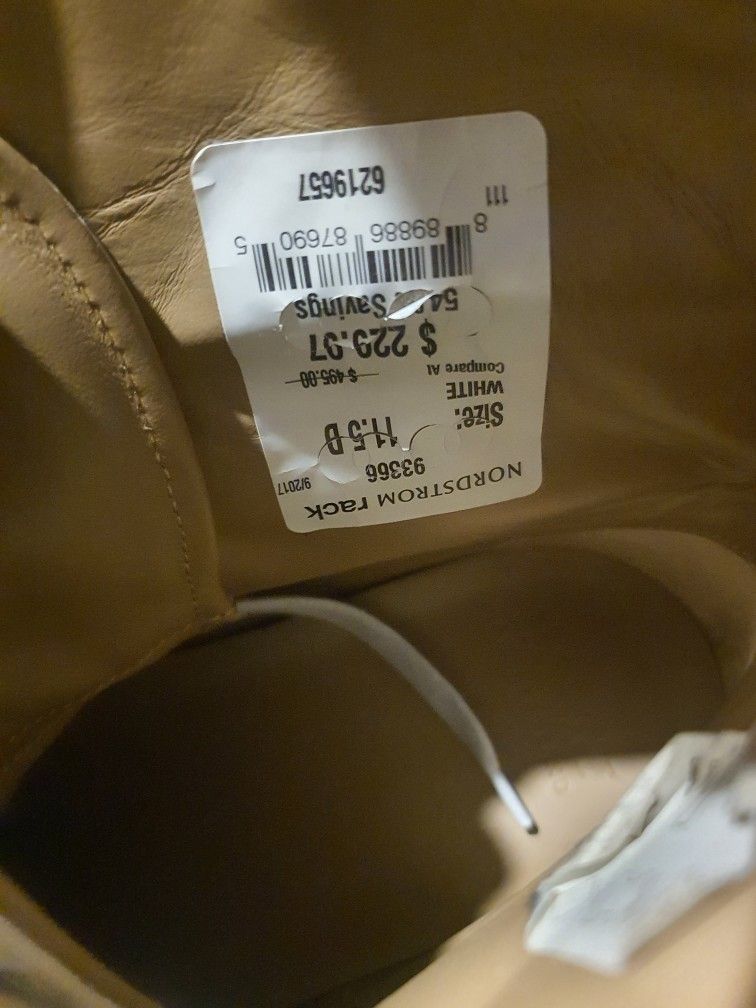 NORDSTROM rack
93366 9/2017
Size: 11.5 D
WHITE
Compare At $ 495.00
$ 229.97
Savings
8 89886 87690 5
111
6219657